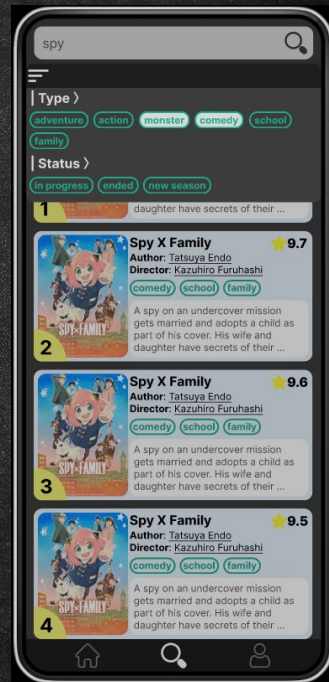 spy
| Type 〉
adventure action monster comedy school
family
| Status 〉
in progress ended new season
1
daughter have secrets of their ...
Spy X Family 9.7
Author: Tatsuya Endo
Director: Kazuhiro Furuhashi
comedy school family
A spy on an undercover mission
gets married and adopts a child as
part of his cover. His wife and
daughter have secrets of their ...
SPY×FAMILY
2
Spy X Family 9.6
Author: Tatsuya Endo
Director: Kazuhiro Furuhashi
comedy school family
A spy on an undercover mission
gets married and adopts a child as
part of his cover. His wife and
daughter have secrets of their ...
SPY×FAMILY
3
Spy X Family 9.5
Author: Tatsuya Endo
Director: Kazuhiro Furuhashi
comedy school family
A spy on an undercover mission
gets married and adopts a child as
part of his cover. His wife and
daughter have secrets of their ...
SPY×FAMILY
4